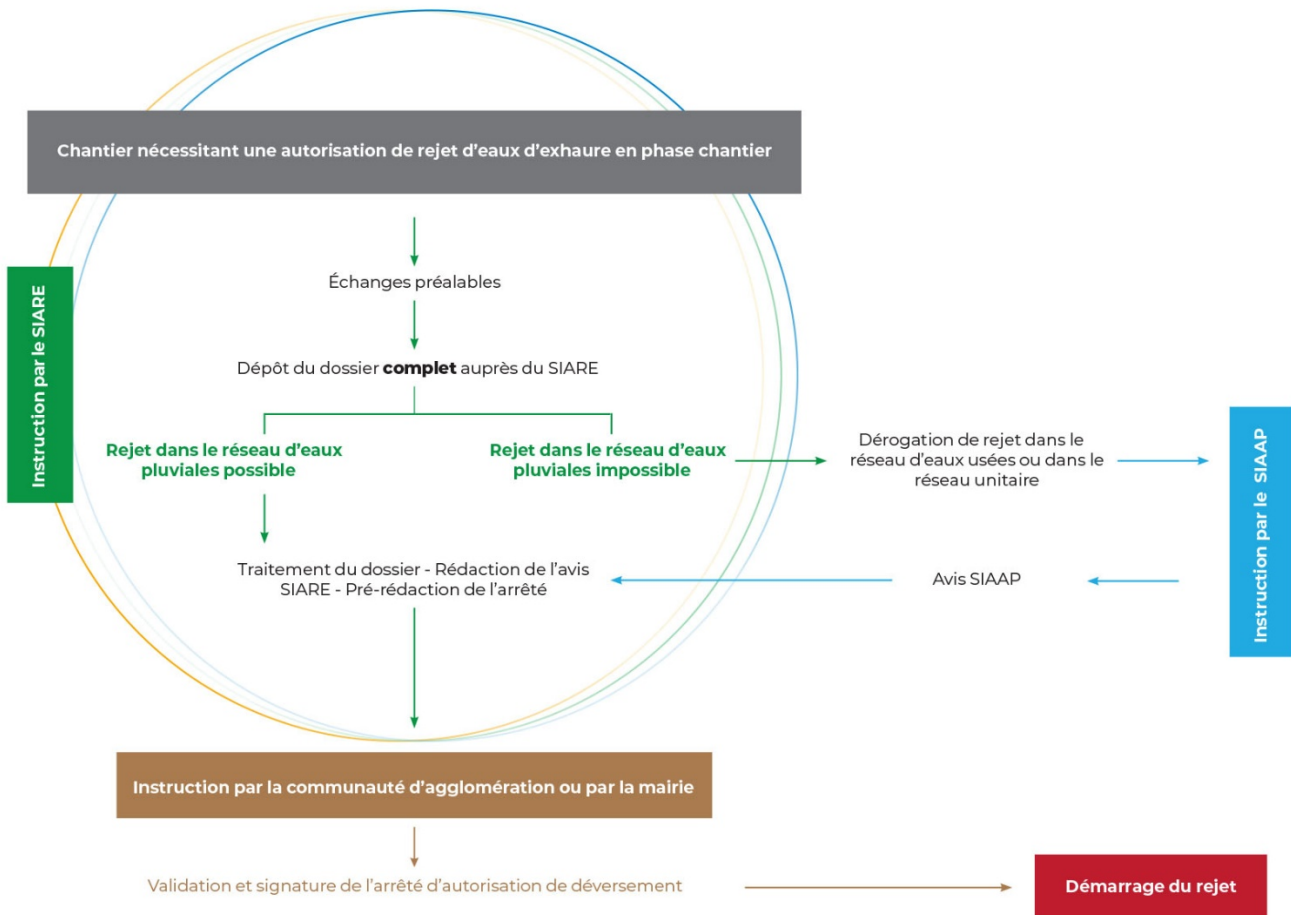 Chantier nécessitant une autorisation de rejet d'eaux d'exhaure en phase chantier
Instruction par le SIARE
Échanges préalables
Dépôt du dossier complet auprès du SIARE
Rejet dans le réseau d'eaux
pluviales possible
Rejet dans le réseau d'eaux
pluviales impossible
Dérogation de rejet dans le
réseau d'eaux usées ou dans le
réseau unitaire
Instruction par le SIAAP
Traitement du dossier - Rédaction de l'avis
SIARE - Pré-rédaction de l'arrêté
Avis SIAAP
Instruction par la communauté d'agglomération ou par la mairie
Validation et signature de l'arrêté d'autorisation de déversement
Démarrage du rejet